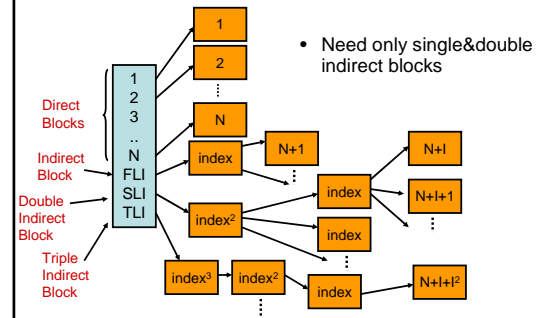 • Need only single&double
indirect blocks
Direct
Blocks
Indirect
Block
Double
Indirect
Block
Triple
Indirect
Block
1
2
3
..
N
FLI
SLI
TLI
1
2
N
index
N+1
index²
index
N+I
N+I+1
index
index³
index²
index
N+I+I²